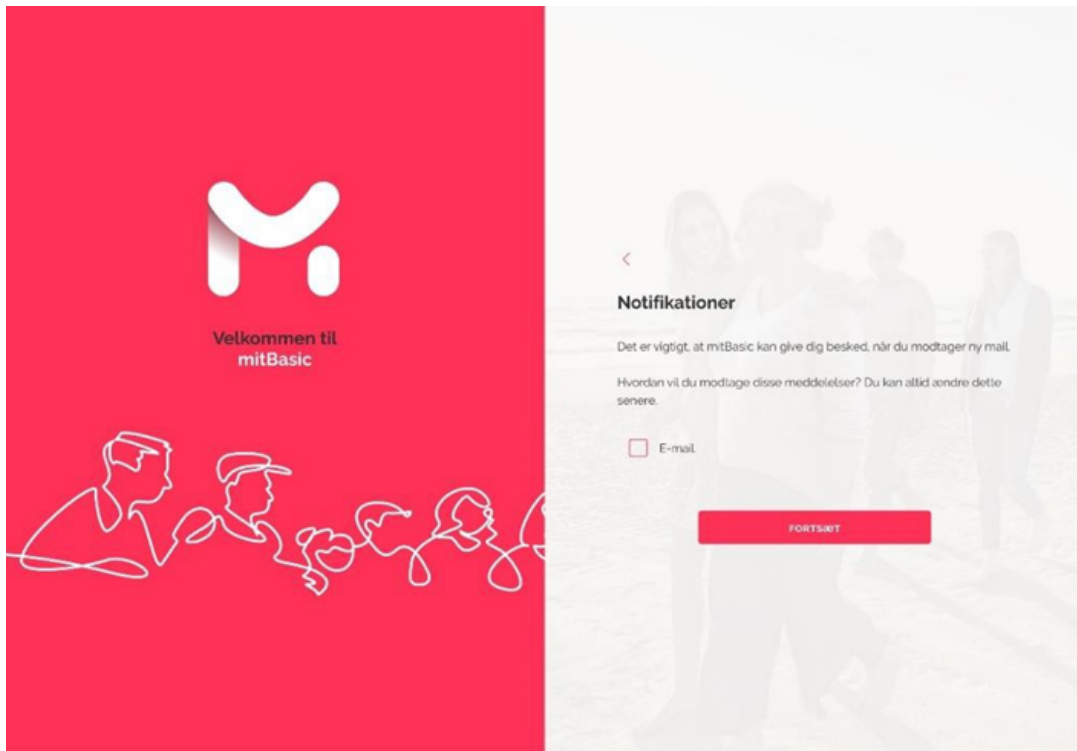 Velkommen til
mitBasic
Notifikationer
Det er vigtigt, at mitBasic kan give dig besked, når du modtager ny mail.
Hvordan vil du modtage disse meddelelser? Du kan altid ændre dette
senere.
E-mail
FORTSÆT